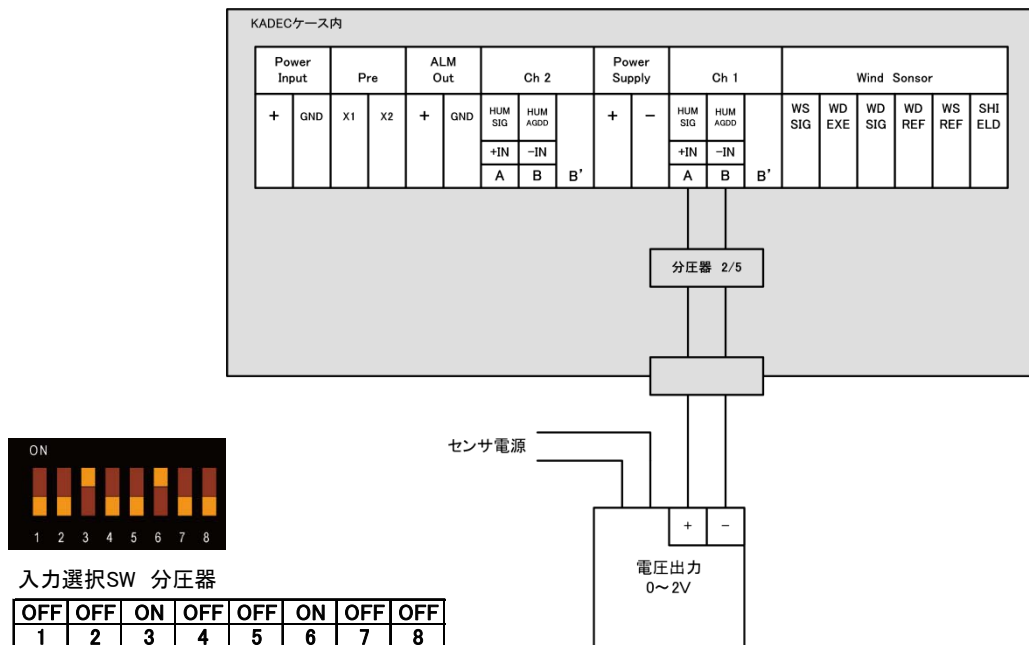 KADECケース内
Power Input Pre ALM Out Ch 2 Power Supply Ch 1 Wind Sonsor
+ GND X1 X2 + GND HUM SIG HUM AGDD + − HUM SIG HUM AGDD WS SIG WD EXE WD SIG WD REF WS REF SHI ELD
+IN −IN +IN −IN
A B B' A B B'
分圧器 2/5
センサ電源
+ −
電圧出力
0～2V
ON
1 2 3 4 5 6 7 8
入力選択SW 分圧器
OFF OFF ON OFF OFF ON OFF OFF
1 2 3 4 5 6 7 8